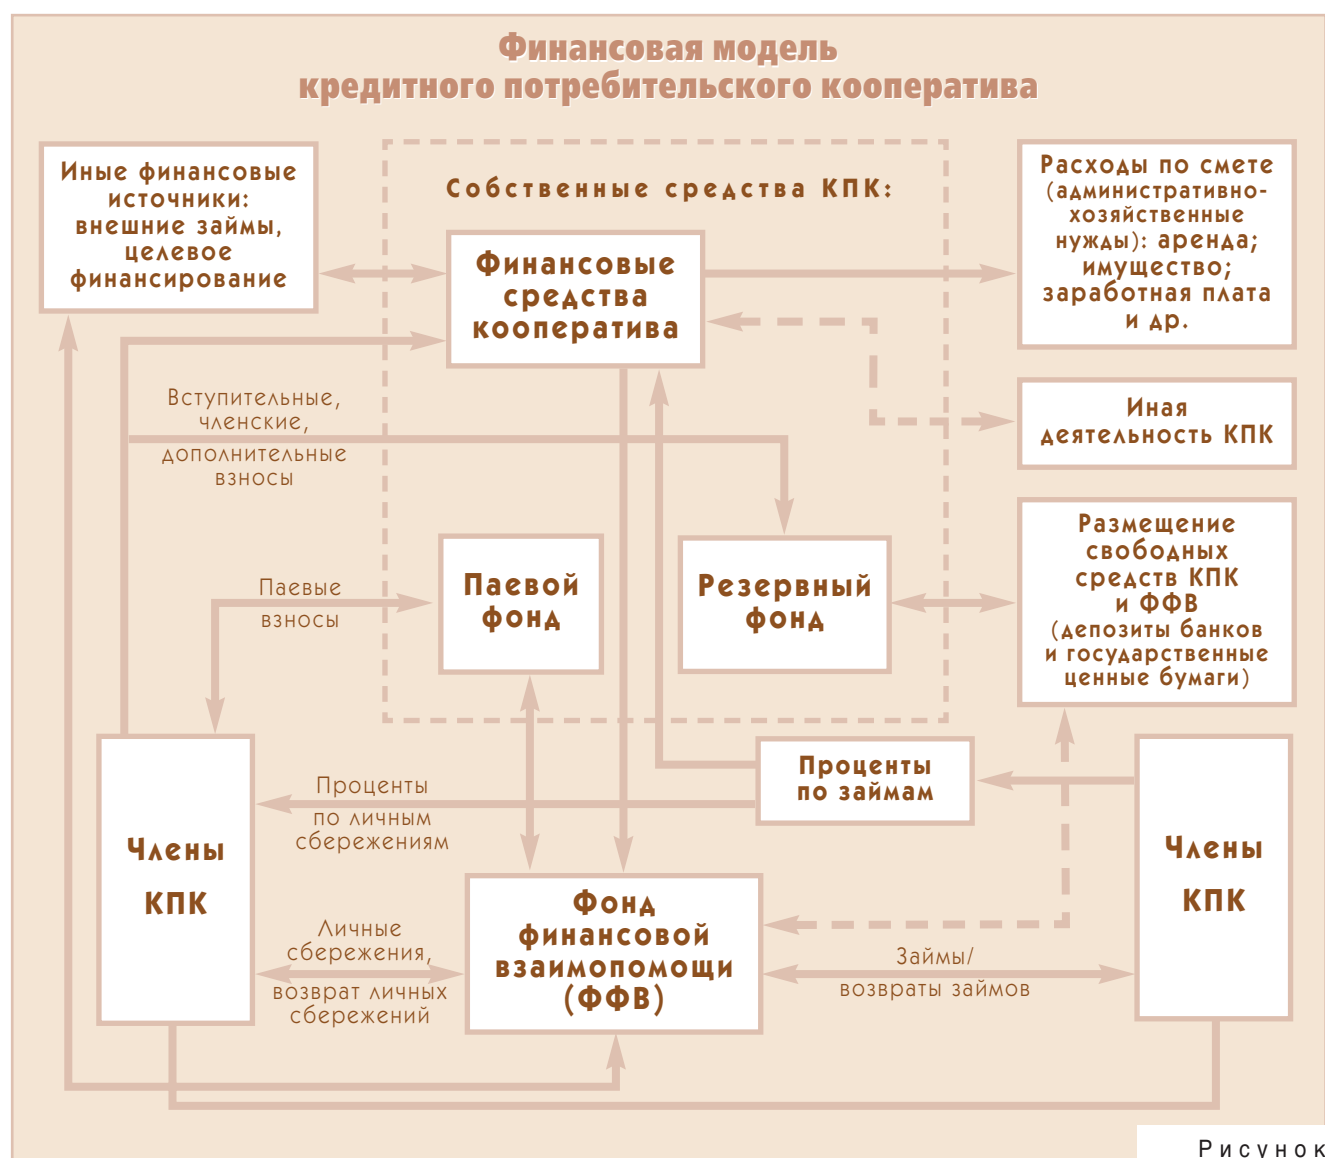 Финансовая модель
кредитного потребительского кооператива
Иные финансовые
источники:
внешние займы,
целевое
финансирование
Собственные средства КПК:
Финансовые
средства
кооператива
Расходы по смете
(административно-
хозяйственные
нужды): аренда;
имущество;
заработная плата
и др.
Вступительные,
членские,
дополнительные
взносы
Иная
деятельность КПК
Паевые
взносы
Паевой
фонд
Резервный
фонд
Размещение
свободных
средств КПК
и ФФВ
(депозиты банков
и государственные
ценные бумаги)
Проценты
по личным
сбережениям
Проценты
по займам
Члены
КПК
Личные
сбережения,
возврат личных
сбережений
Фонд
финансовой
взаимопомощи
(ФФВ)
Займы/
возвраты займов
Члены
КПК
Рисунок